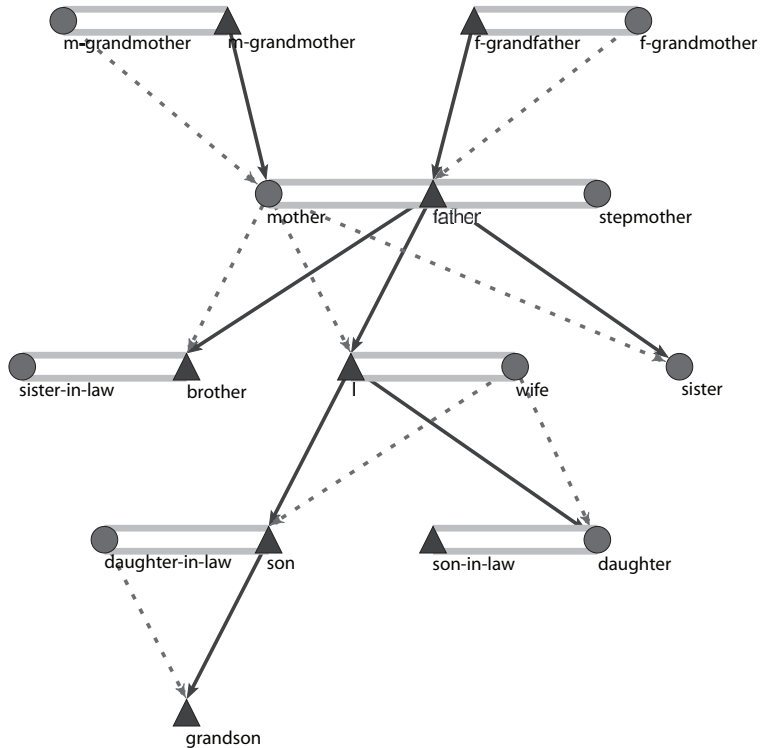 m-grandmother
m-grandmother
f-grandfather
f-grandmother
mother
father
stepmother
sister-in-law
brother
I
wife
sister
daughter-in-law
son
son-in-law
daughter
grandson